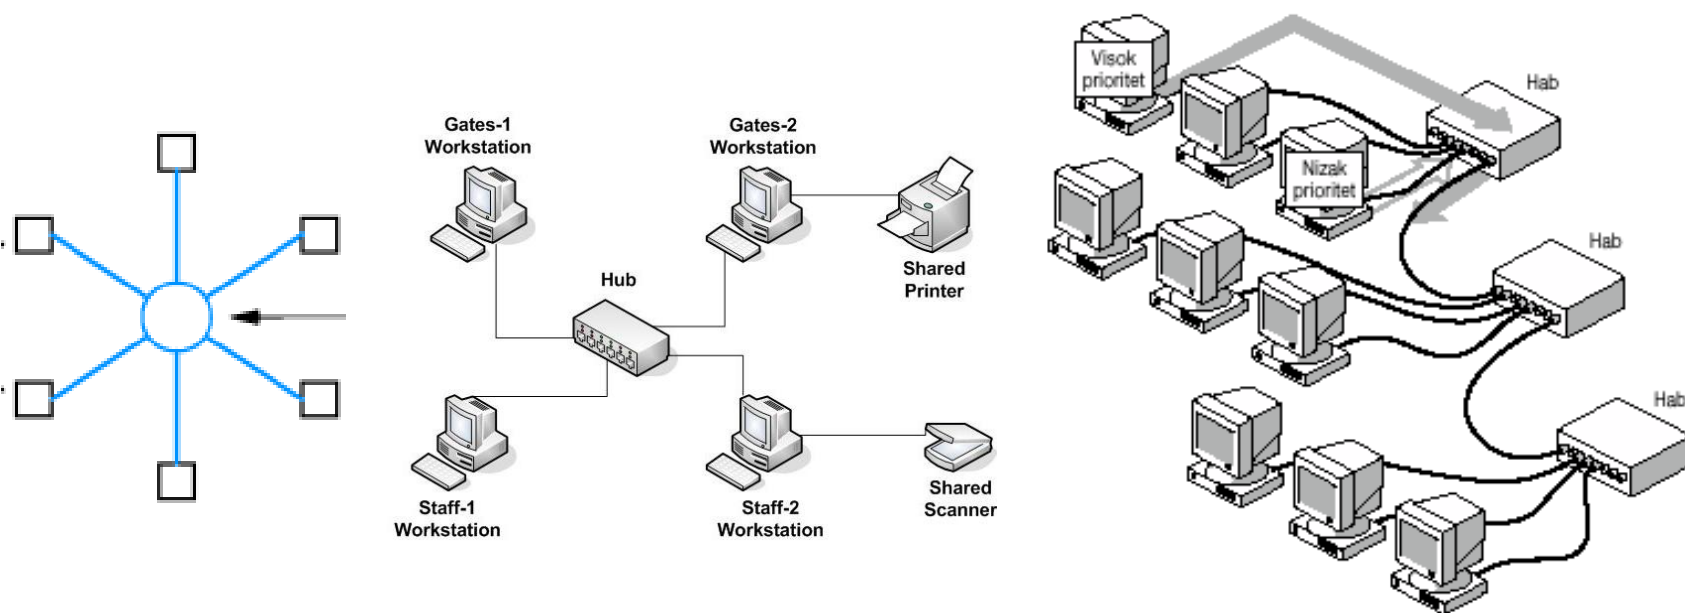 Gates-1
Workstation
Gates-2
Workstation
Shared
Printer
Hub
Staff-1
Workstation
Staff-2
Workstation
Shared
Scanner
Visok
prioritet
Hab
Nizak
prioritet
Hab
Hab